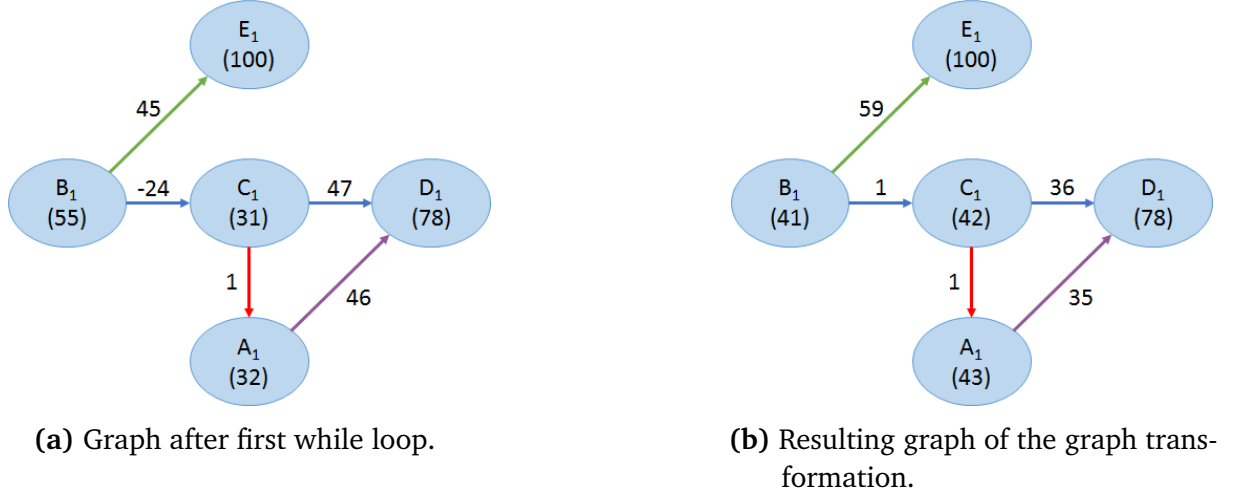 E₁
(100)
45
B₁
(55)
-24
C₁
(31)
47
D₁
(78)
1
46
A₁
(32)
(a) Graph after first while loop.
E₁
(100)
59
B₁
(41)
1
C₁
(42)
36
D₁
(78)
1
35
A₁
(43)
(b) Resulting graph of the graph trans-
formation.